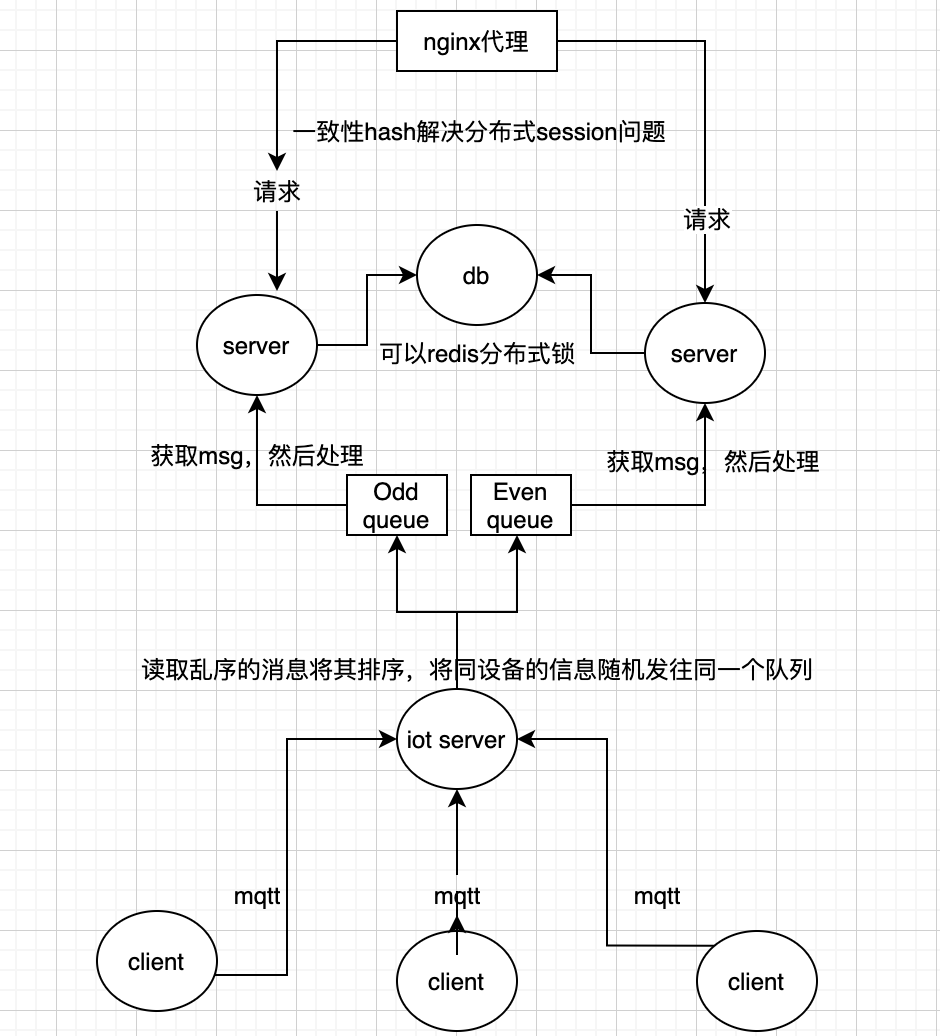 nginx代理
一致性hash解决分布式session问题
请求
请求
db
server
server
可以redis分布式锁
获取msg，然后处理
获取msg，然后处理
Odd
queue
Even
queue
读取乱序的消息将其排序，将同设备的信息随机发往同一个队列
iot server
mqtt
mqtt
mqtt
client
client
client